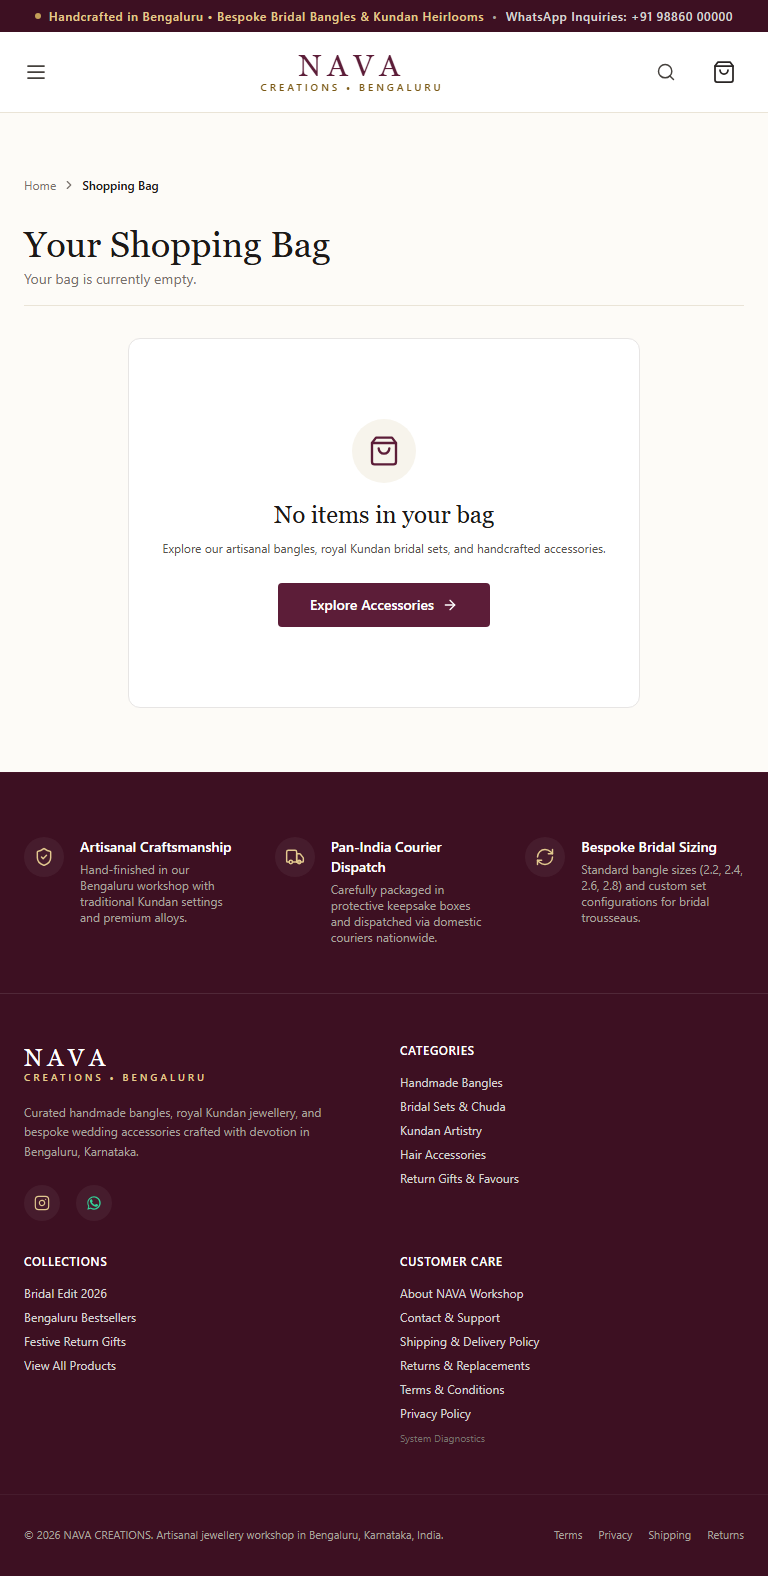 Handcrafted in Bengaluru • Bespoke Bridal Bangles & Kundan Heirlooms • WhatsApp Inquiries: +91 98860 00000
NAVA
CREATIONS • BENGALURU
Home > Shopping Bag
Your Shopping Bag
Your bag is currently empty.
No items in your bag
Explore our artisanal bangles, royal Kundan bridal sets, and handcrafted accessories.
Explore Accessories →
Artisanal Craftsmanship
Hand-finished in our
Bengaluru workshop with
traditional Kundan settings
and premium alloys.
Pan-India Courier
Dispatch
Carefully packaged in
protective keepsake boxes
and dispatched via domestic
couriers nationwide.
Bespoke Bridal Sizing
Standard bangle sizes (2.2, 2.4,
2.6, 2.8) and custom set
configurations for bridal
trousseaus.
NAVA
CREATIONS • BENGALURU
Curated handmade bangles, royal Kundan jewellery, and
bespoke wedding accessories crafted with devotion in
Bengaluru, Karnataka.
CATEGORIES
Handmade Bangles
Bridal Sets & Chuda
Kundan Artistry
Hair Accessories
Return Gifts & Favours
COLLECTIONS
Bridal Edit 2026
Bengaluru Bestsellers
Festive Return Gifts
View All Products
CUSTOMER CARE
About NAVA Workshop
Contact & Support
Shipping & Delivery Policy
Returns & Replacements
Terms & Conditions
Privacy Policy
System Diagnostics
© 2026 NAVA CREATIONS. Artisanal jewellery workshop in Bengaluru, Karnataka, India.
Terms Privacy Shipping Returns